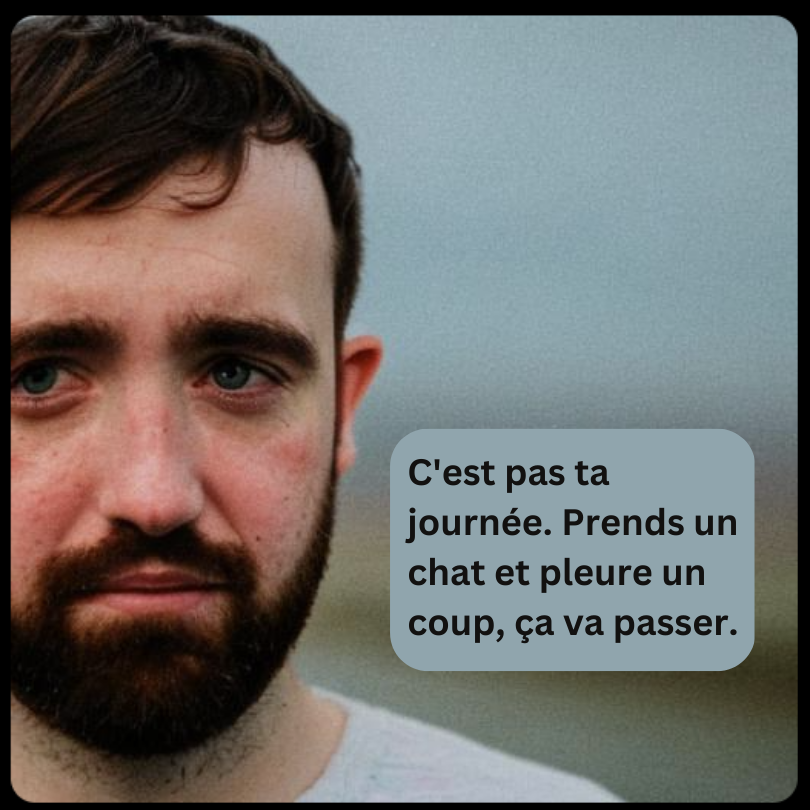 C'est pas ta
journée. Prends un
chat et pleure un
coup, ça va passer.